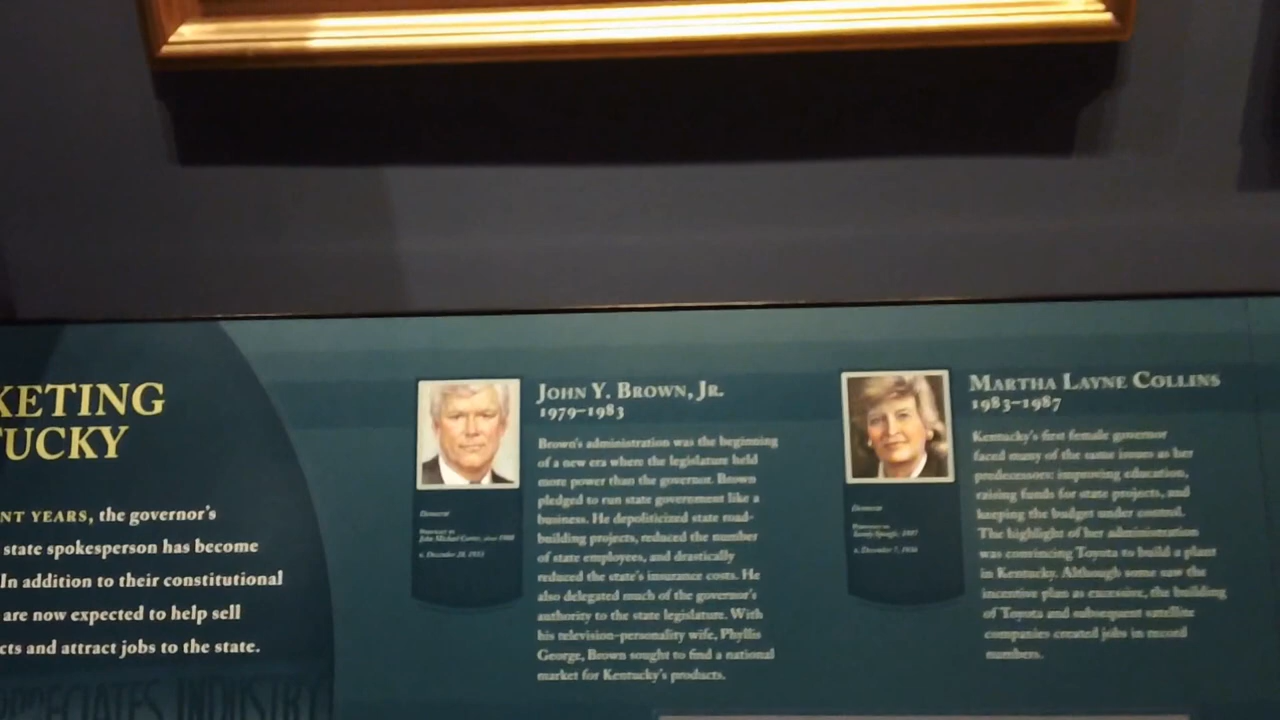 KETING
TUCKY
NT YEARS, the governor's
state spokesperson has become
In addition to their constitutional
are now expected to help sell
cts and attract jobs to the state.
PPRECIATES INDUSTRY
JOHN Y. BROWN, JR.
1979–1983
Brown's administration was the beginning
of a new era where the legislature held
more power than the governor. Brown
pledged to run state government like a
business. He depoliticized state road-
building projects, reduced the number
of state employees, and drastically
reduced the state's insurance costs. He
also delegated much of the governor's
authority to the state legislature. With
his television-personality wife, Phyllis
George, Brown sought to find a national
market for Kentucky's products.
Democrat
MARTHA LAYNE COLLINS
1983–1987
Kentucky's first female governor
faced many of the same issues as her
predecessors: improving education,
raising funds for state projects, and
keeping the budget under control.
The highlight of her administration
was convincing Toyota to build a plant
in Kentucky. Although some saw the
incentive plan as excessive, the building
of Toyota and subsequent satellite
companies created jobs in record
numbers.
Democrat